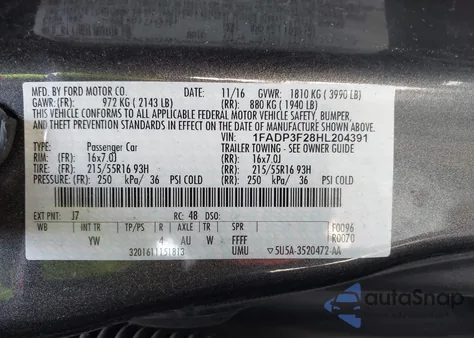 MFD. BY FORD MOTOR CO. 11/16 GVWR: 1810 KG ( 3990 LB)
GAWR: (FR): 972 KG ( 2143 LB) (RR): 880 KG ( 1940 LB)
THIS VEHICLE CONFORMS TO ALL APPLICABLE FEDERAL MOTOR VEHICLE SAFETY, BUMPER,
AND THEFT PREVENTION STANDARDS IN EFFECT ON THE DATE OF MANUFACTURE SHOWN ABOVE.
VIN: 1FADP3F28HL204391
TYPE: Passenger Car TRAILER TOWING - SEE OWNER GUIDE
RIM: (FR) 16x7.0J (RR): 16x7.0J
TIRE: (FR) 215/55R16 93H (RR): 215/55R16 93H
PRESSURE: (FR) 250 kPa/ 36 PSI COLD (RR): 250 kPa/ 36 PSI COLD
EXT PNT: J7 RC: 48 DSO:
WB INT TR TP/PS R AXLE TR SPR F0096
YW 4 AU W FFFF R0070
3201611151813 UMU 5U5A-3520472-AA
autoSnap